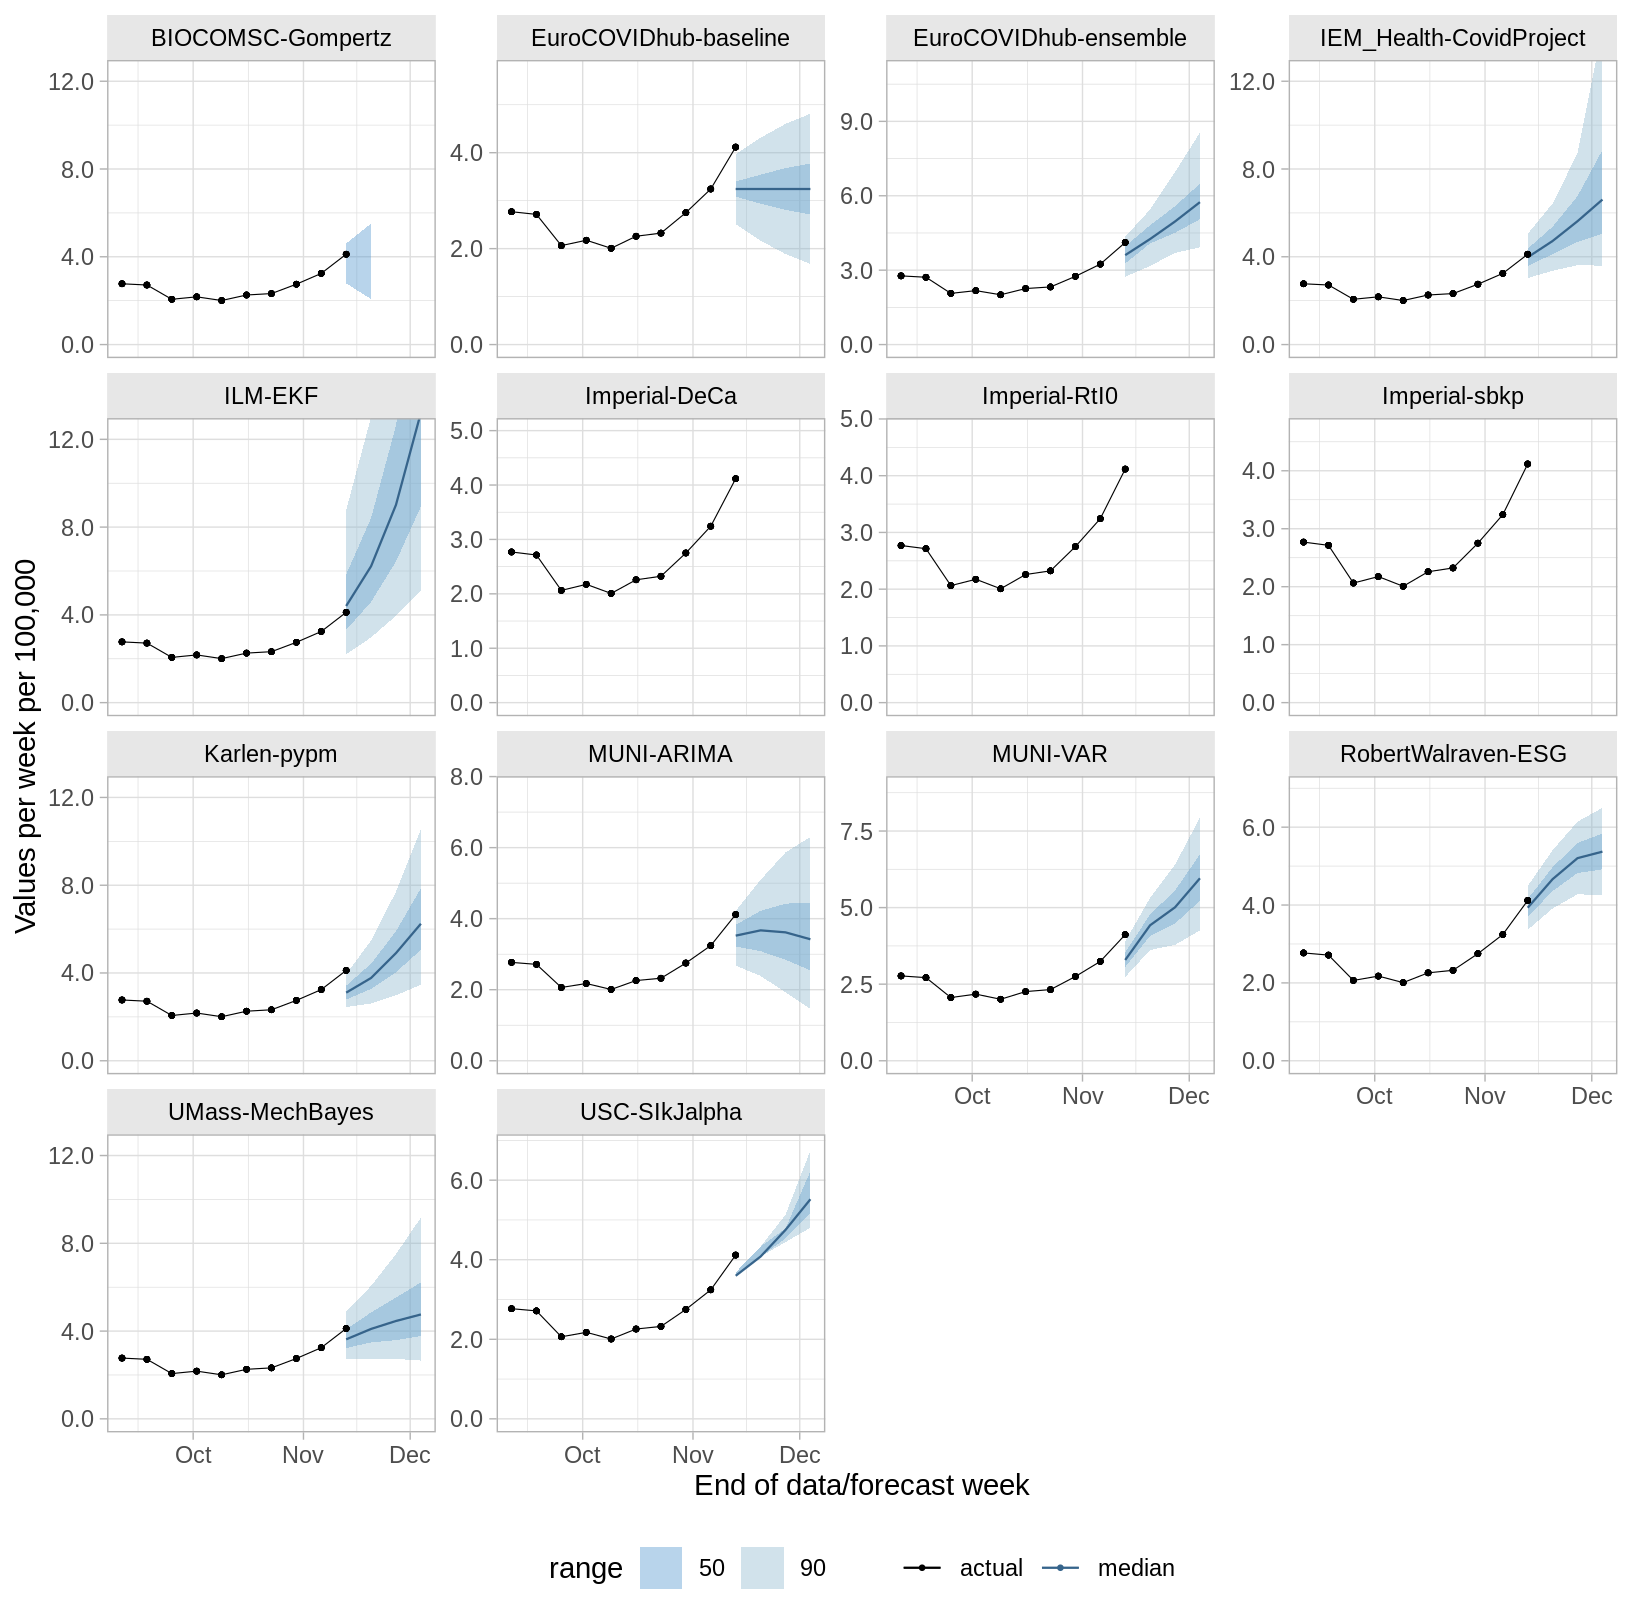 BIOCOMSC-Gompertz
EuroCOVIDhub-baseline
EuroCOVIDhub-ensemble
IEM_Health-CovidProject
12.0
8.0
4.0
0.0
4.0
2.0
0.0
9.0
6.0
3.0
0.0
12.0
8.0
4.0
0.0
ILM-EKF
Imperial-DeCa
Imperial-RtI0
Imperial-sbkp
12.0
8.0
4.0
0.0
5.0
4.0
3.0
2.0
1.0
0.0
5.0
4.0
3.0
2.0
1.0
0.0
4.0
3.0
2.0
1.0
0.0
Values per week per 100,000
Karlen-pypm
MUNI-ARIMA
MUNI-VAR
RobertWalraven-ESG
12.0
8.0
4.0
0.0
8.0
6.0
4.0
2.0
0.0
7.5
5.0
2.5
0.0
6.0
4.0
2.0
0.0
Oct Nov Dec
Oct Nov Dec
UMass-MechBayes
USC-SIkJalpha
12.0
8.0
4.0
0.0
6.0
4.0
2.0
0.0
Oct Nov Dec
Oct Nov Dec
End of data/forecast week
range 50 90 actual median